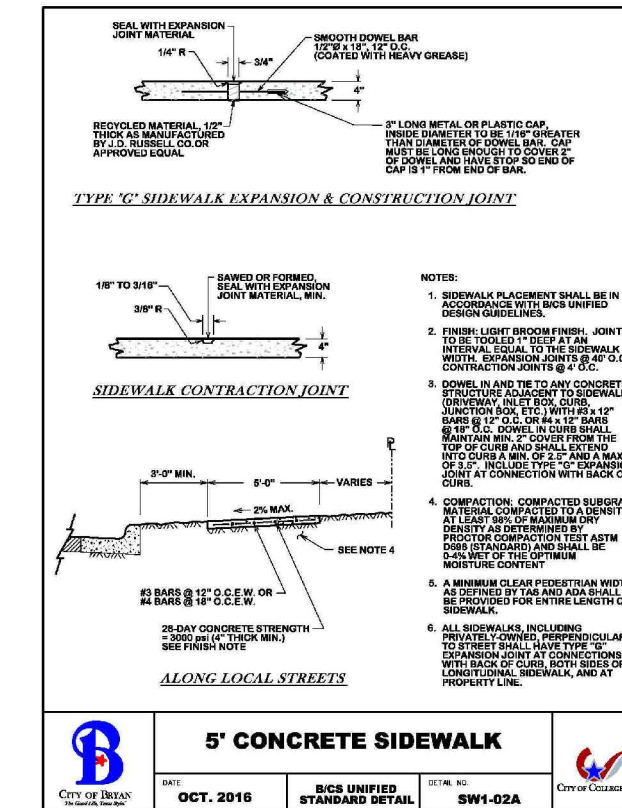 SEAL WITH EXPANSION
JOINT MATERIAL
1/4" R
3/4"
SMOOTH DOWEL BAR
1/2"Ø x 18", 12" O.C.
(COATED WITH HEAVY GREASE)
4"
RECYCLED MATERIAL, 1/2"
THICK AS MANUFACTURED
BY J.D. RUSSELL CO.OR
APPROVED EQUAL
3" LONG METAL OR PLASTIC CAP,
INSIDE DIAMETER TO BE 1/16" GREATER
THAN DIAMETER OF DOWEL BAR. CAP
MUST BE LONG ENOUGH TO COVER 2"
OF DOWEL AND HAVE STOP SO END OF
CAP IS 1" FROM END OF BAR.
TYPE "G" SIDEWALK EXPANSION & CONSTRUCTION JOINT
1/8" TO 3/16"
3/8" R
SAWED OR FORMED,
SEAL WITH EXPANSION
JOINT MATERIAL, MIN.
4"
SIDEWALK CONTRACTION JOINT
3'-0" MIN.
5'-0"
VARIES
2% MAX.
SEE NOTE 4
#3 BARS @ 12" O.C.E.W. OR
#4 BARS @ 18" O.C.E.W.
28-DAY CONCRETE STRENGTH
= 3000 psi (4" THICK MIN.)
SEE FINISH NOTE
ALONG LOCAL STREETS
NOTES:
1. SIDEWALK PLACEMENT SHALL BE IN
ACCORDANCE WITH B/CS UNIFIED
DESIGN GUIDELINES.
2. FINISH: LIGHT BROOM FINISH. JOINT
TO BE TOOLED 1" DEEP AT AN
INTERVAL EQUAL TO THE SIDEWALK
WIDTH. EXPANSION JOINTS @ 40' O.C
CONTRACTION JOINTS @ 4' O.C.
3. DOWEL IN AND TIE TO ANY CONCRETE
STRUCTURE ADJACENT TO SIDEWAL
(DRIVEWAY, INLET BOX, CURB,
JUNCTION BOX, ETC.) WITH #3 x 12"
BARS @ 12" O.C. OR #4 x 12" BARS
@ 18" O.C. DOWEL IN CURB SHALL
MAINTAIN MIN. 2" COVER FROM THE
TOP OF CURB AND SHALL EXTEND
INTO CURB A MIN. OF 2.5" AND A MAX
OF 3.5". INCLUDE TYPE "G" EXPANSIO
JOINT AT CONNECTION WITH BACK O
CURB.
4. COMPACTION: COMPACTED SUBGRA
MATERIAL COMPACTED TO A DENSIT
AT LEAST 98% OF MAXIMUM DRY
DENSITY AS DETERMINED BY
PROCTOR COMPACTION TEST ASTM
D698 (STANDARD) AND SHALL BE
0-4% WET OF THE OPTIMUM
MOISTURE CONTENT
5. A MINIMUM CLEAR PEDESTRIAN WIDT
AS DEFINED BY TAS AND ADA SHALL
BE PROVIDED FOR ENTIRE LENGTH O
SIDEWALK.
6. ALL SIDEWALKS, INCLUDING
PRIVATELY-OWNED, PERPENDICULAR
TO STREET SHALL HAVE TYPE "G"
EXPANSION JOINT AT CONNECTIONS
WITH BACK OF CURB, BOTH SIDES OF
LONGITUDINAL SIDEWALK, AND AT
PROPERTY LINE.
CITY OF BRYAN
The Good Life, Texas Style.
5' CONCRETE SIDEWALK
DATE
OCT. 2016
B/CS UNIFIED
STANDARD DETAIL
DETAIL NO.
SW1-02A
CITY OF COLLEGE